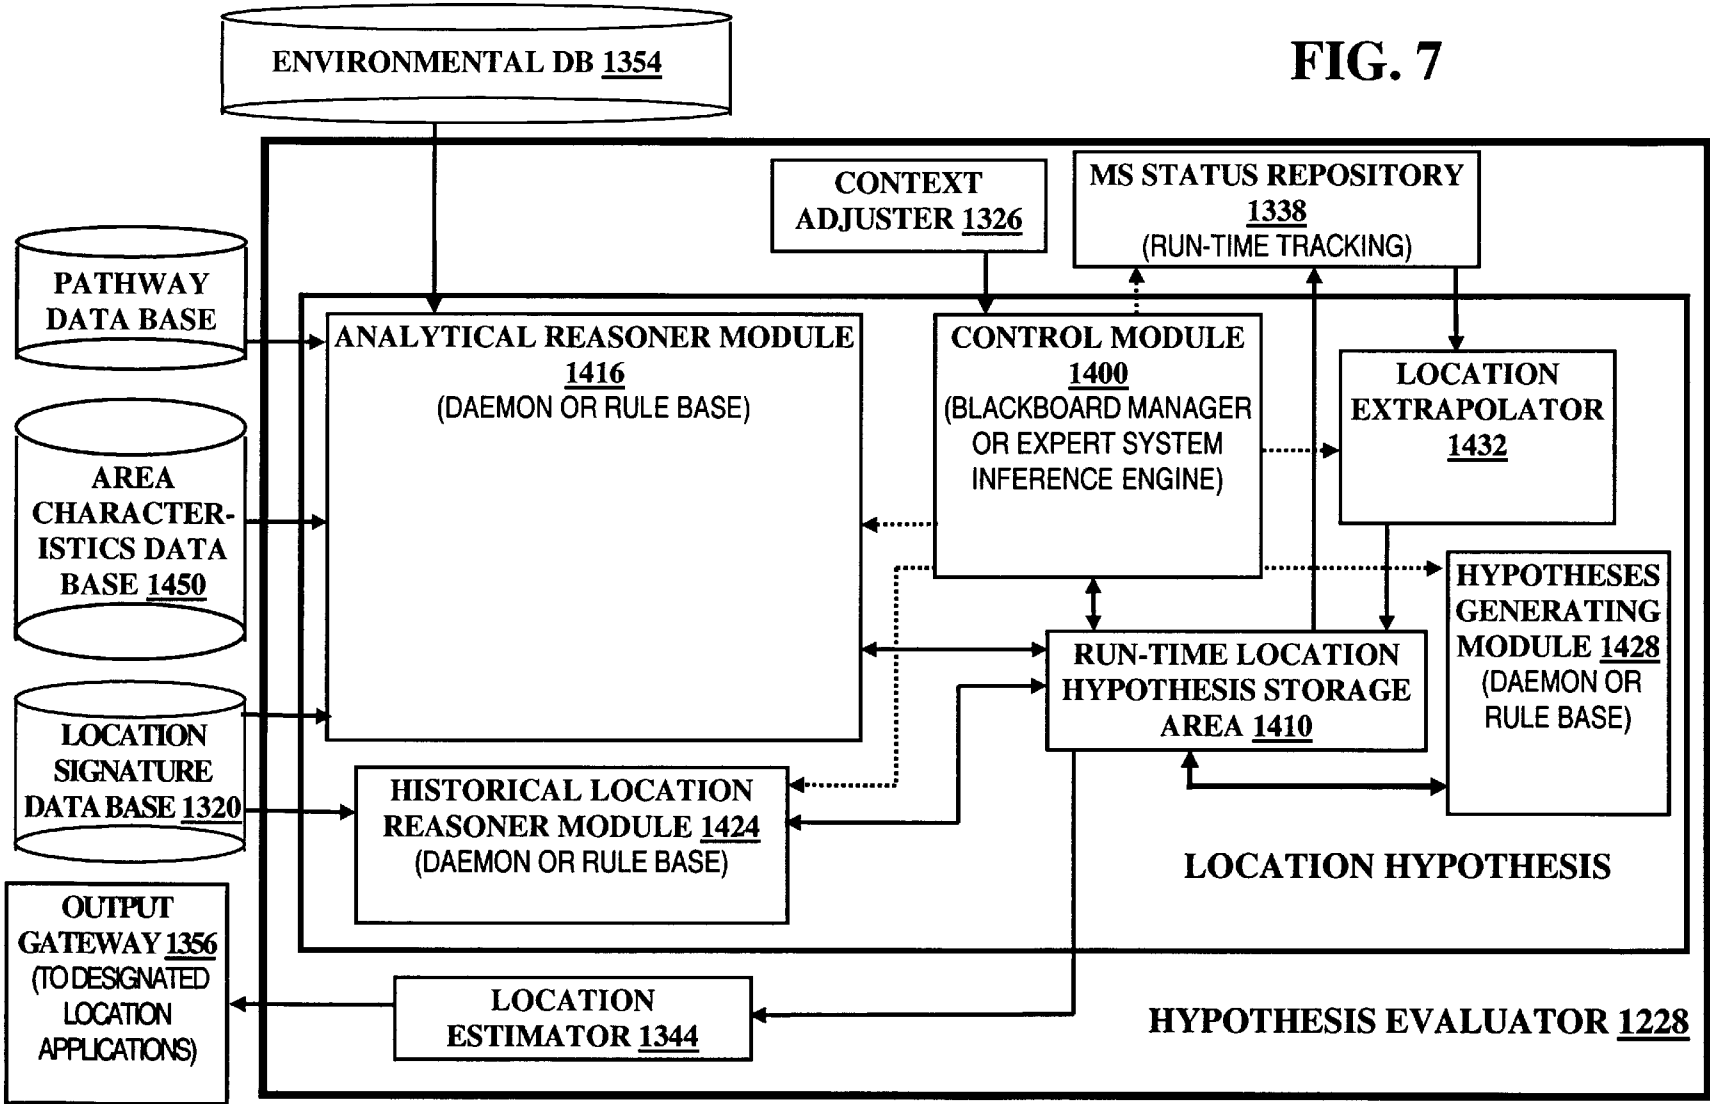 ENVIRONMENTAL DB 1354
FIG. 7
CONTEXT
ADJUSTER 1326
MS STATUS REPOSITORY
1338
(RUN-TIME TRACKING)
PATHWAY
DATA BASE
ANALYTICAL REASONER MODULE
1416
(DAEMON OR RULE BASE)
CONTROL MODULE
1400
(BLACKBOARD MANAGER
OR EXPERT SYSTEM
INFERENCE ENGINE)
LOCATION
EXTRAPOLATOR
1432
AREA
CHARACTER-
ISTICS DATA
BASE 1450
HYPOTHESES
GENERATING
MODULE 1428
(DAEMON OR
RULE BASE)
RUN-TIME LOCATION
HYPOTHESIS STORAGE
AREA 1410
LOCATION
SIGNATURE
DATA BASE 1320
HISTORICAL LOCATION
REASONER MODULE 1424
(DAEMON OR RULE BASE)
LOCATION HYPOTHESIS
OUTPUT
GATEWAY 1356
(TO DESIGNATED
LOCATION
APPLICATIONS)
LOCATION
ESTIMATOR 1344
HYPOTHESIS EVALUATOR 1228